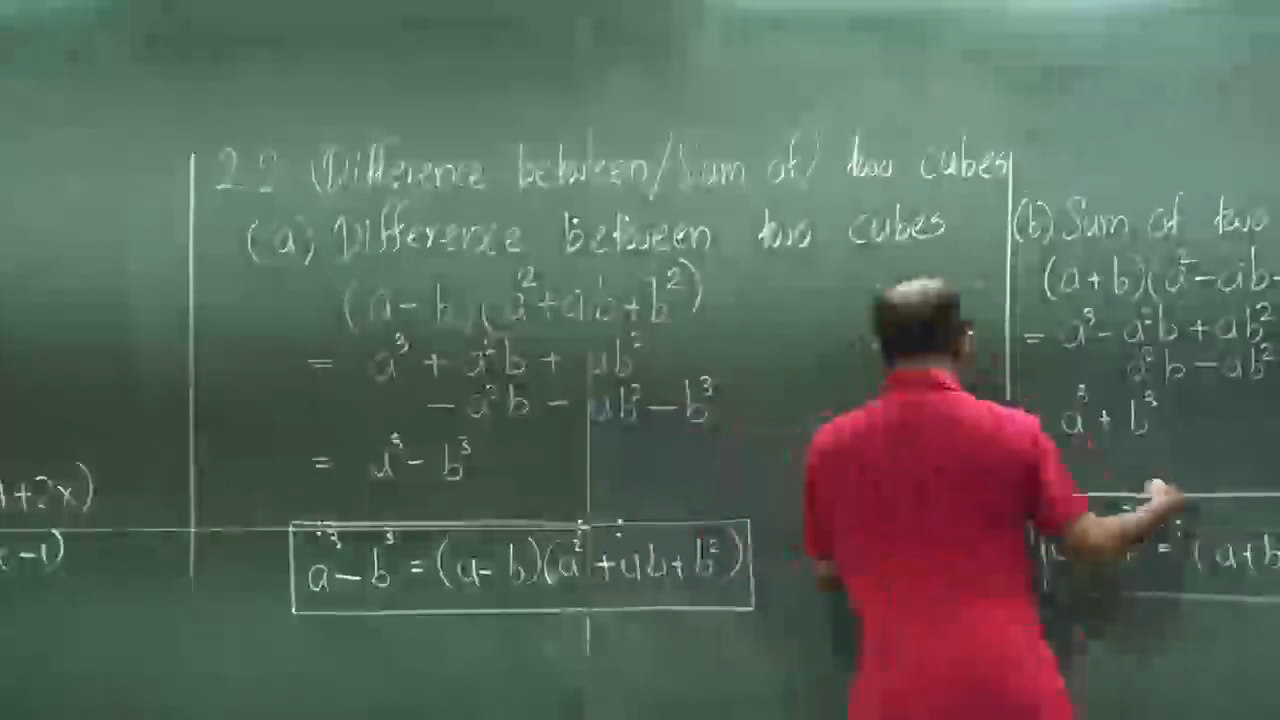 2.2 Difference between/Sum of/ two cubes
(a) Difference between two cubes
(a-b)(a²+ab+b²)
= a³ + a²b + ab²
- a²b - ab² - b³
= a³ - b³
a³-b³ = (a-b)(a²+ab+b²)
(b) Sum of two
(a+b)(a²-ab
= a³ - a²b + ab²
a²b - ab²
a³ + b³
= (a+b
+2x)
-1)